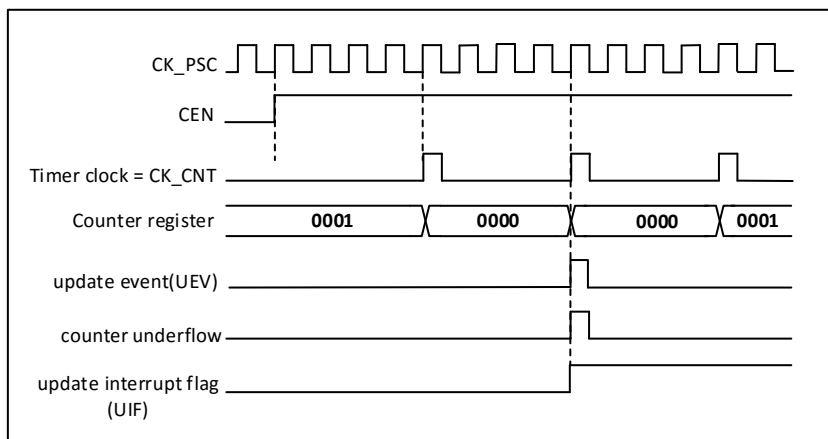 CK_PSC
CEN
Timer clock = CK_CNT
Counter register
0001
0000
0000
0001
update event(UEV)
counter underflow
update interrupt flag
(UIF)